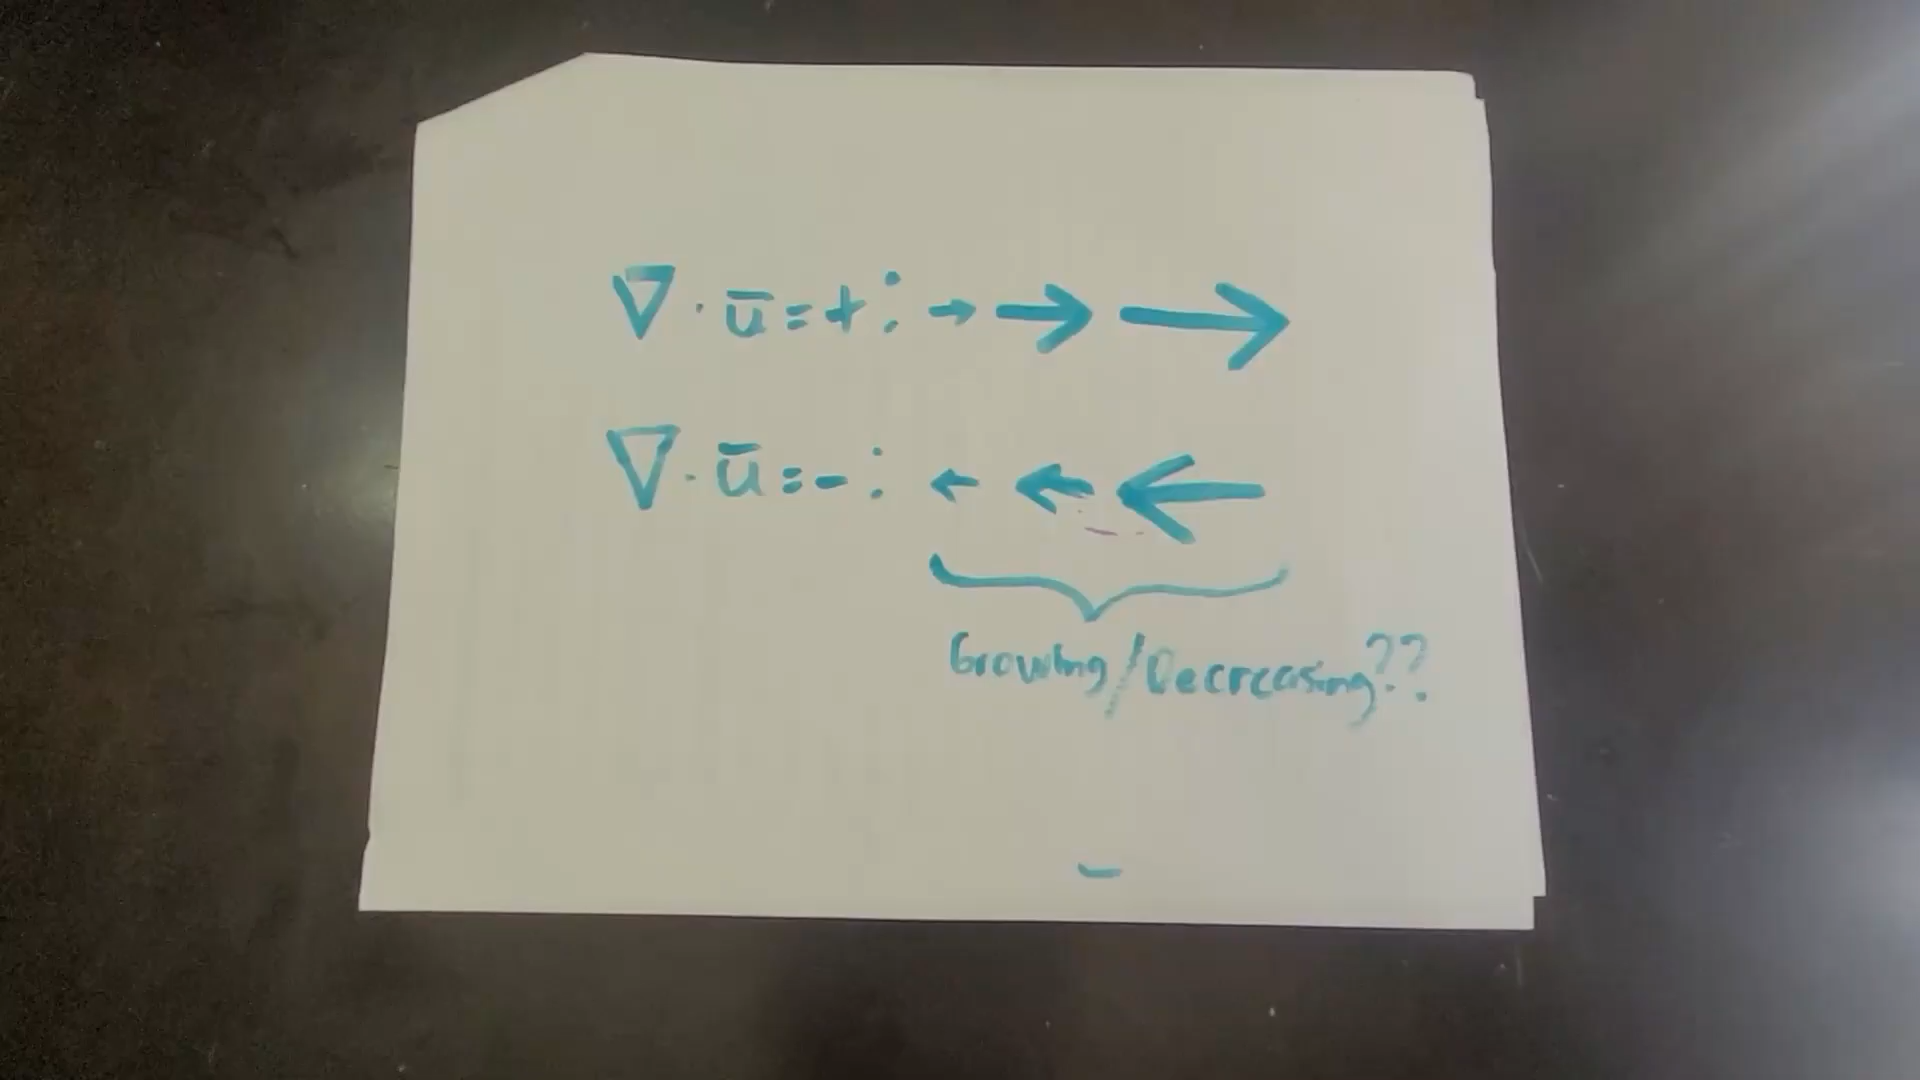 ∇ · ū = + : → → →
∇ · ū = - : ← ← ←
Growing/Decreasing??